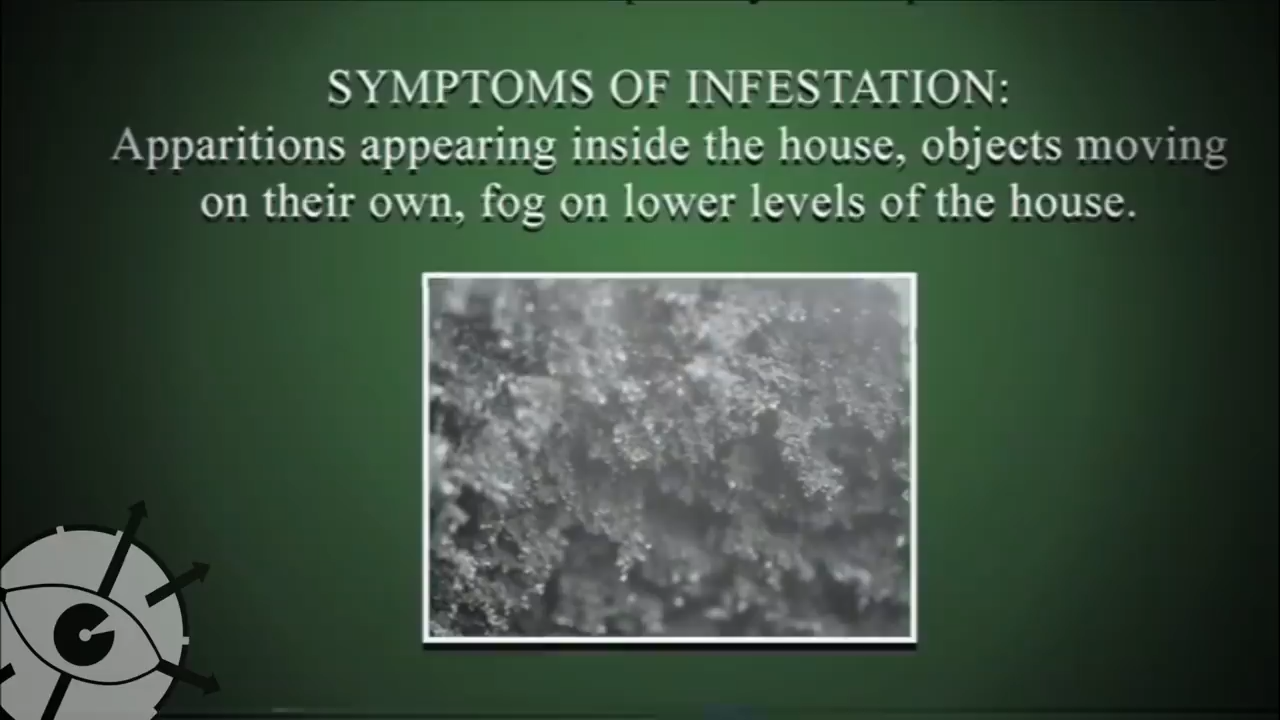 SYMPTOMS OF INFESTATION:
Apparitions appearing inside the house, objects moving
on their own, fog on lower levels of the house.